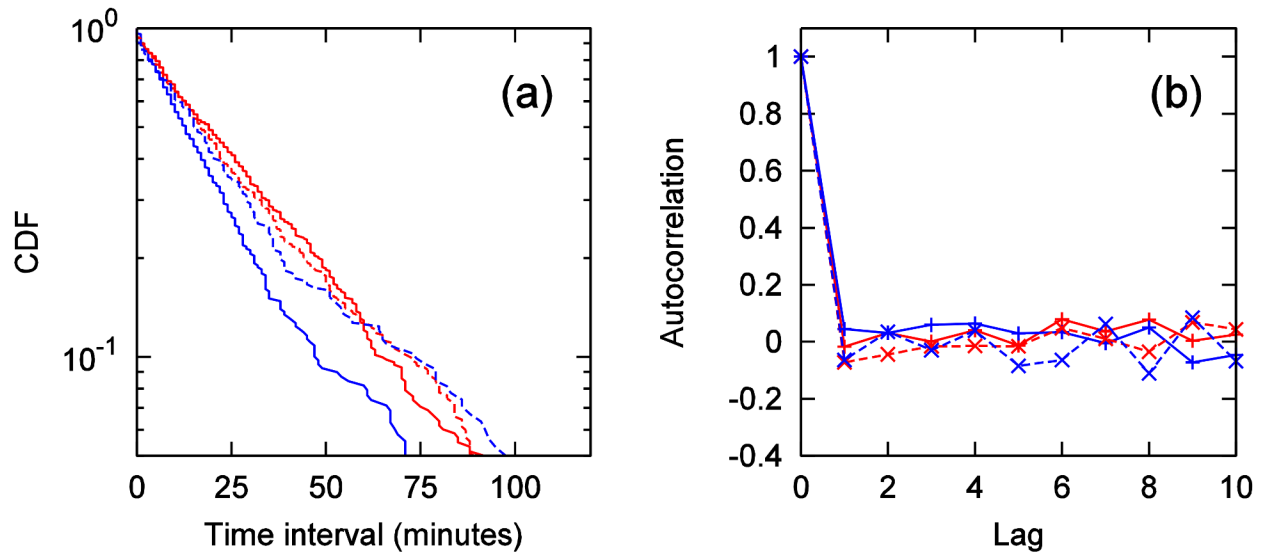 10^0
10^-1
CDF
(a)
0 25 50 75 100
Time interval (minutes)
1
0.8
0.6
0.4
0.2
0
-0.2
-0.4
Autocorrelation
(b)
0 2 4 6 8 10
Lag